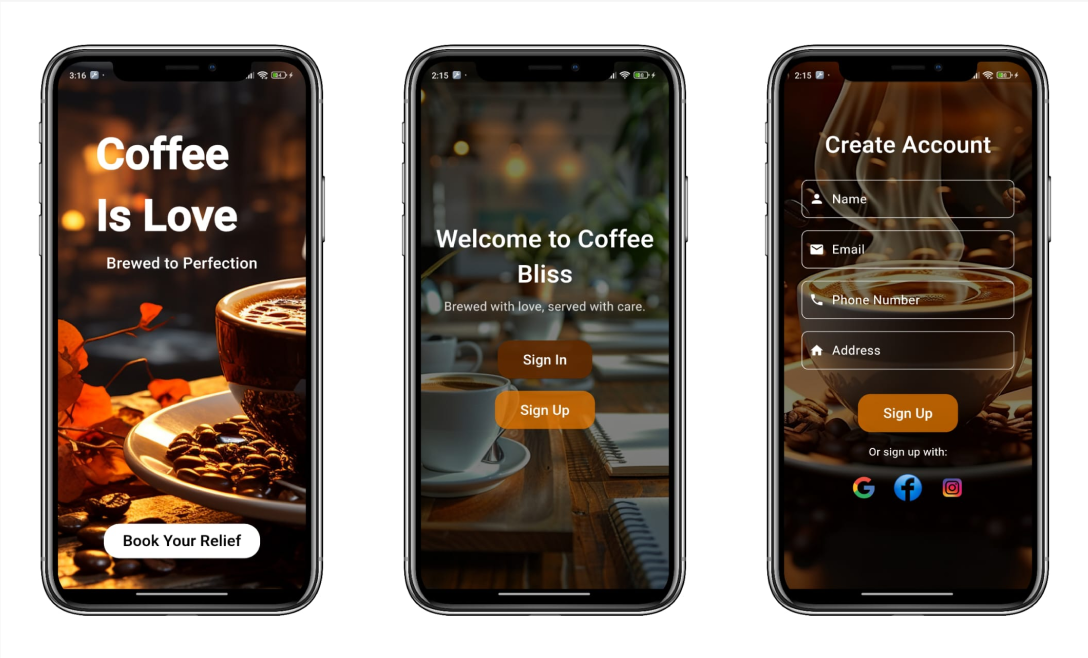 3:16
Coffee
Is Love
Brewed to Perfection
Book Your Relief
2:15
Welcome to Coffee
Bliss
Brewed with love, served with care.
Sign In
Sign Up
2:15
Create Account
Name
Email
Phone Number
Address
Sign Up
Or sign up with: